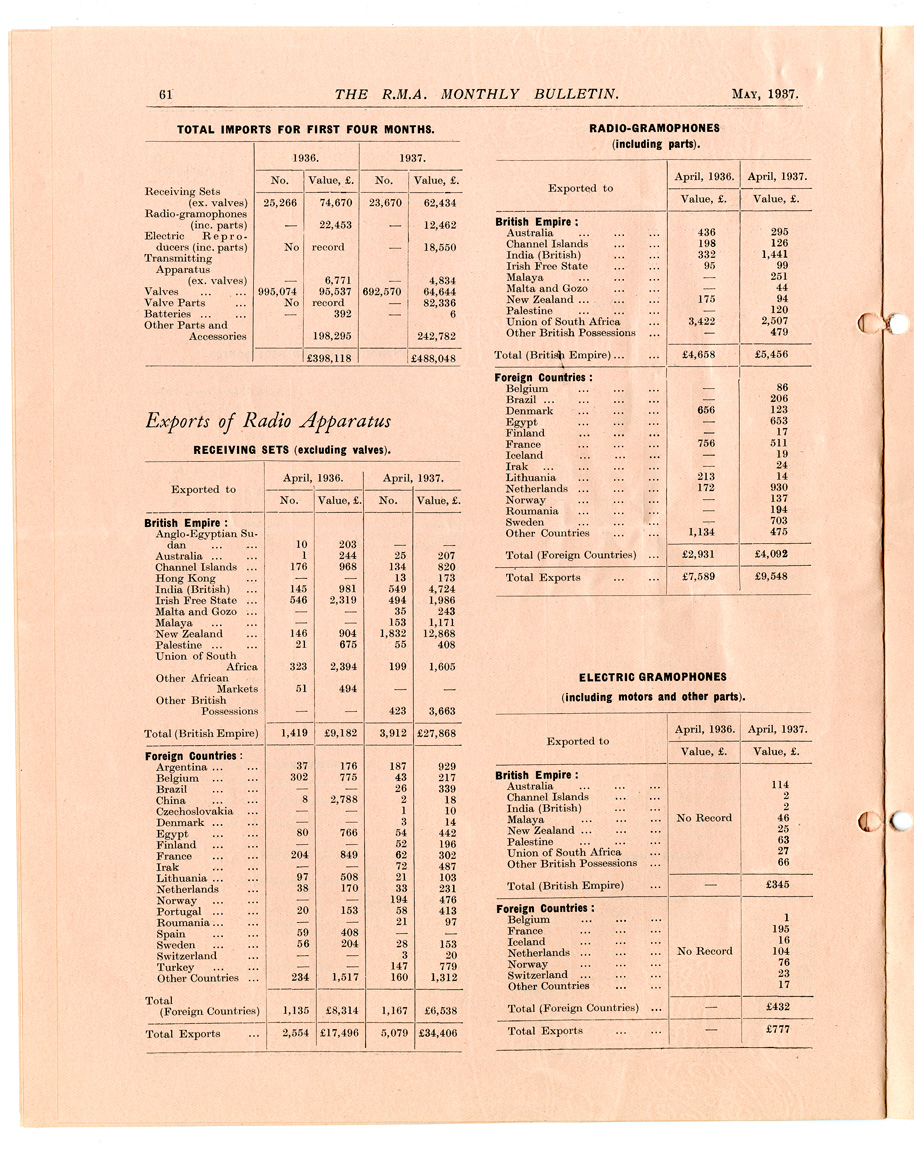 61 THE R.M.A. MONTHLY BULLETIN. MAY, 1937.
TOTAL IMPORTS FOR FIRST FOUR MONTHS.
1936. 1937.
No. Value, £. No. Value, £.
Receiving Sets
(ex. valves) 25,266 74,670 23,670 62,434
Radio-gramophones
(inc. parts) — 22,453 — 12,462
Electric Repro-
ducers (inc. parts) No record — 18,550
Transmitting
Apparatus
(ex. valves) — 6,771 — 4,834
Valves ... ... 995,074 95,537 692,570 64,644
Valve Parts ... No record — 82,336
Batteries ... ... — 392 — 6
Other Parts and
Accessories 198,295 242,782
£398,118 £488,048
Exports of Radio Apparatus
RECEIVING SETS (excluding valves).
Exported to April, 1936. April, 1937.
No. Value, £. No. Value, £.
British Empire :
Anglo-Egyptian Su-
dan ... ... 10 203 — —
Australia ... ... 1 244 25 207
Channel Islands ... 176 968 134 820
Hong Kong ... — — 13 173
India (British) ... 145 981 549 4,724
Irish Free State ... 546 2,319 494 1,986
Malta and Gozo ... — — 35 243
Malaya ... ... — — 153 1,171
New Zealand ... 146 904 1,832 12,868
Palestine ... ... 21 675 55 408
Union of South
Africa 323 2,394 199 1,605
Other African
Markets 51 494 — —
Other British
Possessions — — 423 3,663
Total (British Empire) 1,419 £9,182 3,912 £27,868
Foreign Countries :
Argentina ... ... 37 176 187 929
Belgium ... ... 302 775 43 217
Brazil ... ... — — 26 339
China ... ... 8 2,788 2 18
Czechoslovakia ... — — 1 10
Denmark ... ... — — 3 14
Egypt ... ... 80 766 54 442
Finland ... ... — — 52 196
France ... ... 204 849 62 302
Irak ... ... — — 72 487
Lithuania ... ... 97 508 21 103
Netherlands ... 38 170 33 231
Norway ... ... — — 194 476
Portugal ... ... 20 153 58 413
Roumania ... ... — — 21 97
Spain ... ... 59 408 — —
Sweden ... ... 56 204 28 153
Switzerland ... — — 3 20
Turkey ... ... — — 147 779
Other Countries ... 234 1,517 160 1,312
Total
(Foreign Countries) 1,135 £8,314 1,167 £6,538
Total Exports ... 2,554 £17,496 5,079 £34,406
RADIO-GRAMOPHONES
(including parts).
Exported to April, 1936. April, 1937.
Value, £. Value, £.
British Empire :
Australia ... ... ... 436 295
Channel Islands ... ... 198 126
India (British) ... ... 332 1,441
Irish Free State ... ... 95 99
Malaya ... ... ... — 251
Malta and Gozo ... ... — 44
New Zealand ... ... ... 175 94
Palestine ... ... ... — 120
Union of South Africa ... 3,422 2,507
Other British Possessions ... — 479
Total (British Empire) ... ... £4,658 £5,456
Foreign Countries :
Belgium ... ... ... — 86
Brazil ... ... ... ... — 206
Denmark ... ... ... 656 123
Egypt ... ... ... — 653
Finland ... ... ... — 17
France ... ... ... 756 511
Iceland ... ... ... — 19
Irak ... ... ... ... — 24
Lithuania ... ... ... 213 14
Netherlands ... ... ... 172 930
Norway ... ... ... — 137
Roumania ... ... ... — 194
Sweden ... ... ... — 703
Other Countries ... ... 1,134 475
Total (Foreign Countries) ... £2,931 £4,092
Total Exports ... ... £7,589 £9,548
ELECTRIC GRAMOPHONES
(including motors and other parts).
Exported to April, 1936. April, 1937.
Value, £. Value, £.
British Empire :
Australia ... ... ... 114
Channel Islands ... ... 2
India (British) ... ... 2
Malaya ... ... ... No Record 46
New Zealand ... ... ... 25
Palestine ... ... ... 63
Union of South Africa ... 27
Other British Possessions ... 66
Total (British Empire) ... — £345
Foreign Countries :
Belgium ... ... ... 1
France ... ... ... 195
Iceland ... ... ... 16
Netherlands ... ... ... No Record 104
Norway ... ... ... 76
Switzerland ... ... ... 23
Other Countries ... ... 17
Total (Foreign Countries) ... — £432
Total Exports ... ... — £777